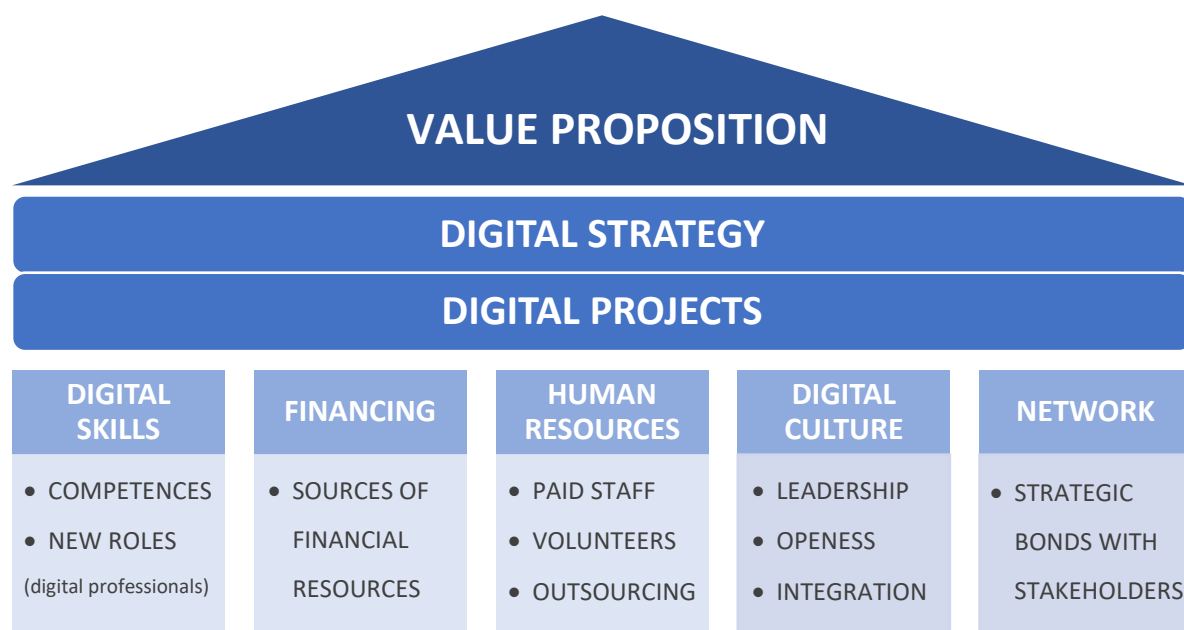 VALUE PROPOSITION
DIGITAL STRATEGY
DIGITAL PROJECTS
DIGITAL
SKILLS
• COMPETENCES
• NEW ROLES
(digital professionals)
FINANCING
• SOURCES OF
FINANCIAL
RESOURCES
HUMAN
RESOURCES
• PAID STAFF
• VOLUNTEERS
• OUTSOURCING
DIGITAL
CULTURE
• LEADERSHIP
• OPENESS
• INTEGRATION
NETWORK
• STRATEGIC
BONDS WITH
STAKEHOLDERS